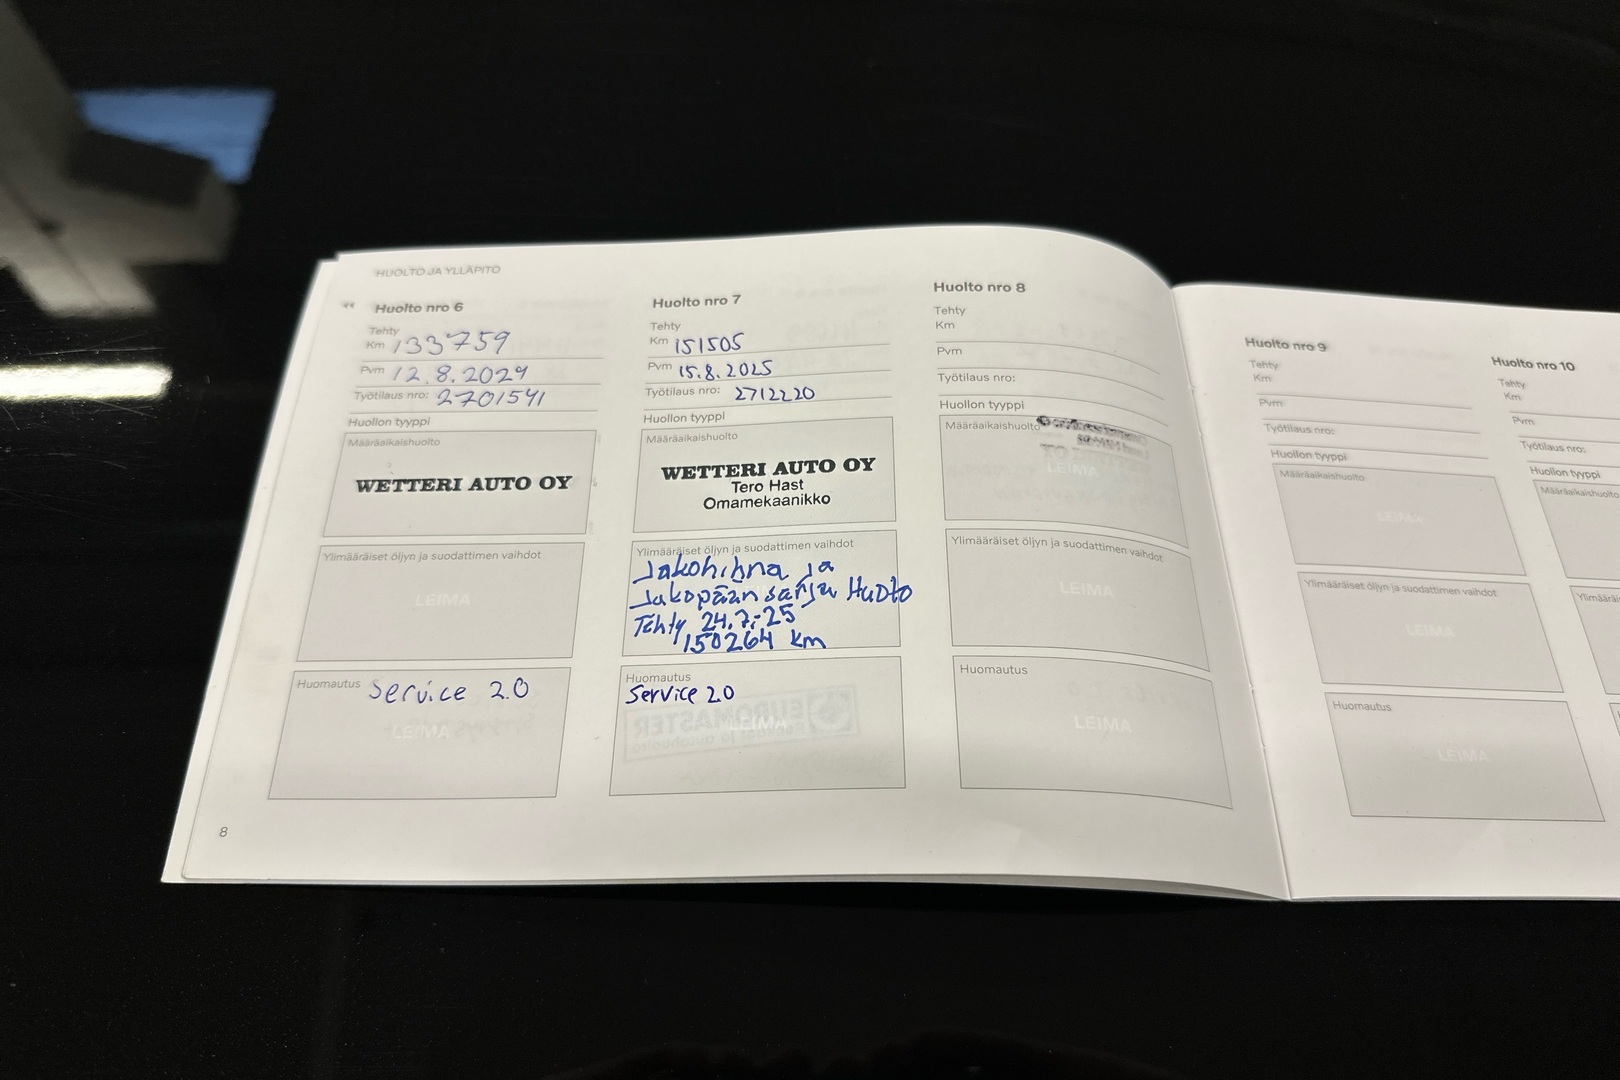 HUOLTO JA YLLÄPITO
Huolto nro 6
Tehty
Km 133759
Pvm 12.8.2024
Työtilaus nro: 2701541
Huollon tyyppi
Määräaikaishuolto
WETTERI AUTO OY
Ylimääräiset öljyn ja suodattimen vaihdot
LEIMA
Huomautus Service 2.0
LEIMA
8
Huolto nro 7
Tehty
Km 151505
Pvm 15.8.2025
Työtilaus nro: 2712220
Huollon tyyppi
Määräaikaishuolto
WETTERI AUTO OY
Tero Hast
Omamekaanikko
Ylimääräiset öljyn ja suodattimen vaihdot
Jakohihna ja
Jakopään sarja Huolto
Tehty 24.7.25
150264 km
Huomautus
Service 2.0
LEIMA
Huolto nro 8
Tehty
Km
Pvm
Työtilaus nro:
Huollon tyyppi
Määräaikaishuolto
LEIMA
Ylimääräiset öljyn ja suodattimen vaihdot
LEIMA
Huomautus
LEIMA
Huolto nro 9
Tehty
Km
Pvm
Työtilaus nro:
Huollon tyyppi
Määräaikaishuolto
LEIMA
Ylimääräiset öljyn ja suodattimen vaihdot
LEIMA
Huomautus
LEIMA
Huolto nro 10
Tehty
Km
Pvm
Työtilaus nro:
Huollon tyyppi
Määräaikaishuolto